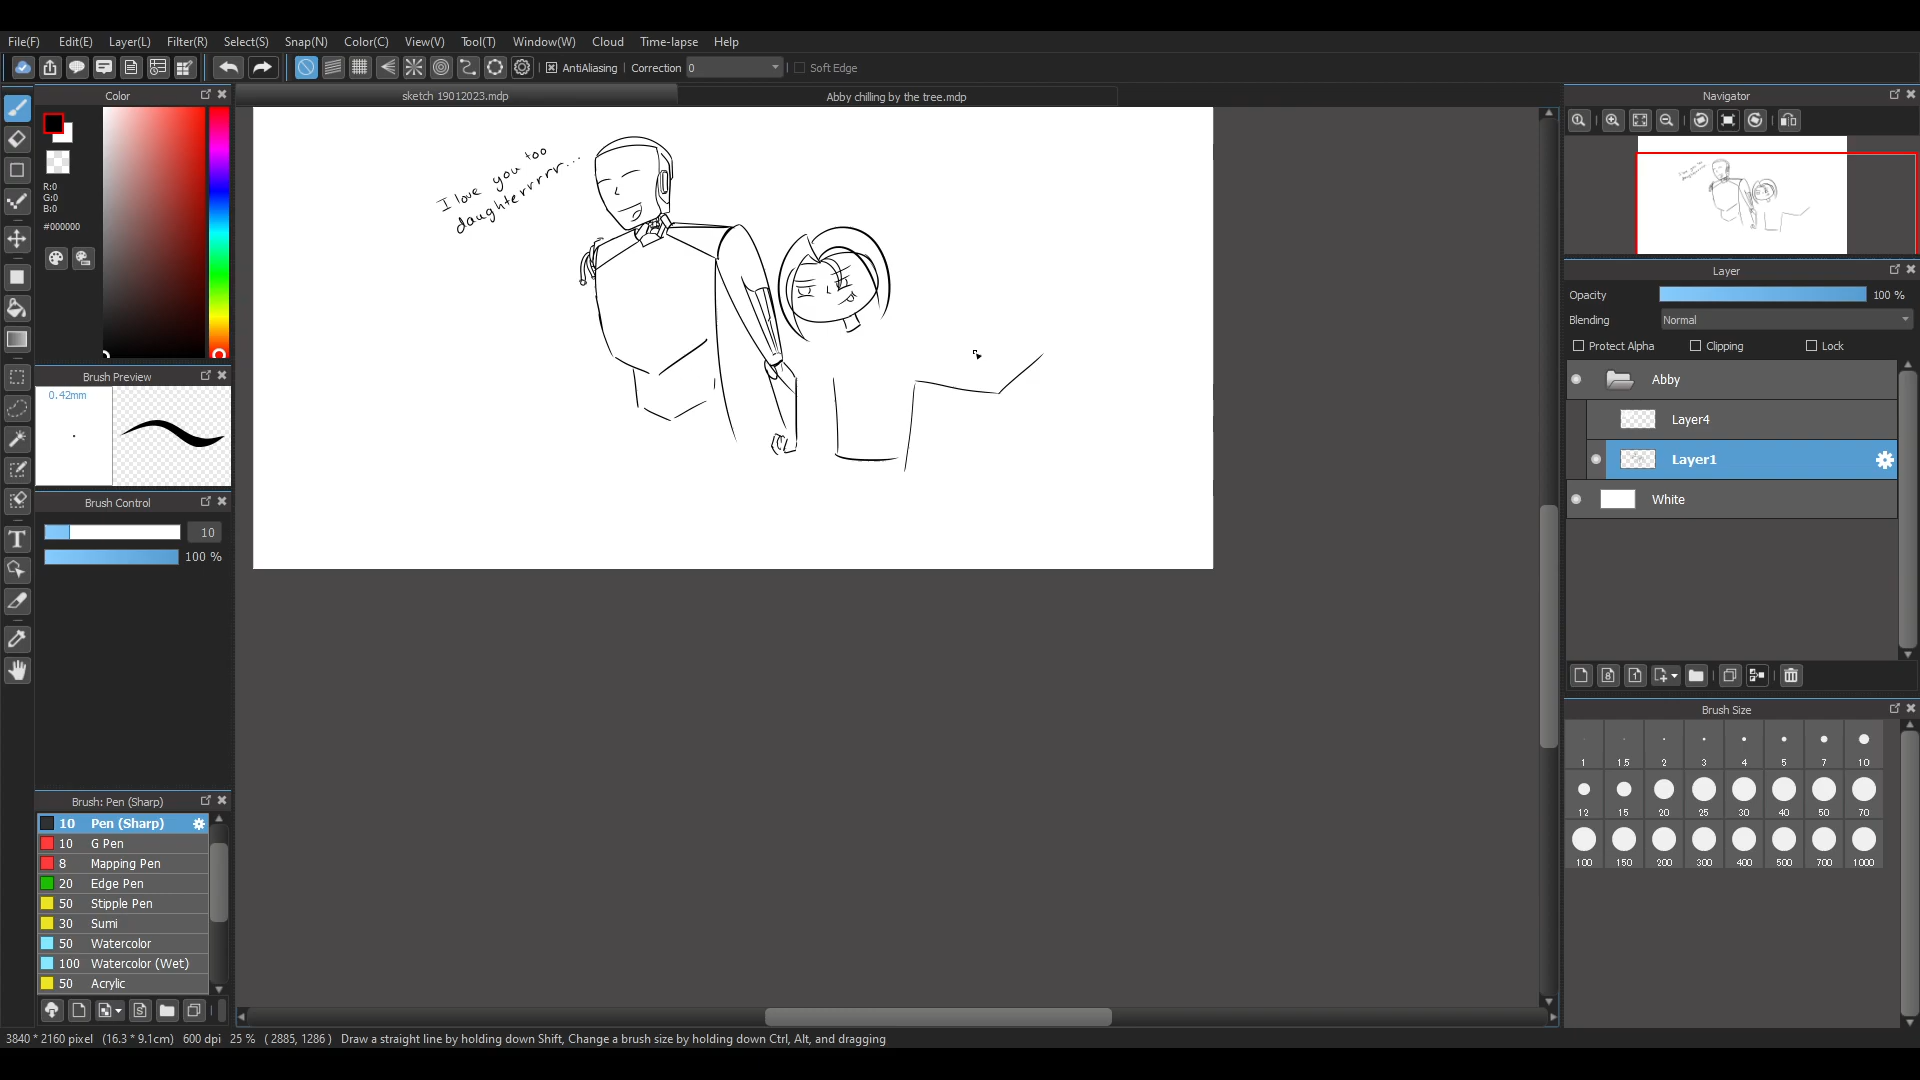 File(F) Edit(E) Layer(L) Filter(R) Select(S) Snap(N) Color(C) View(V) Tool(T) Window(W) Cloud Time-lapse Help
AntiAliasing Correction 0 Soft Edge
Color
sketch 19012023.mdp
Abby chilling by the tree.mdp
Navigator
R:0
G:0
B:0
#000000
I love you too
daughterrrrr...
Layer
Opacity 100 %
Blending Normal
Protect Alpha Clipping Lock
Abby
Layer4
Layer1
White
Brush Preview
0.42mm
Brush Control
10
100 %
Brush Size
1 1.5 2 3 4 5 7 10
12 15 20 25 30 40 50 70
100 150 200 300 400 500 700 1000
Brush: Pen (Sharp)
10 Pen (Sharp)
10 G Pen
8 Mapping Pen
20 Edge Pen
50 Stipple Pen
30 Sumi
50 Watercolor
100 Watercolor (Wet)
50 Acrylic
3840 * 2160 pixel (16.3 * 9.1cm) 600 dpi 25 % ( 2885, 1286 ) Draw a straight line by holding down Shift, Change a brush size by holding down Ctrl, Alt, and dragging